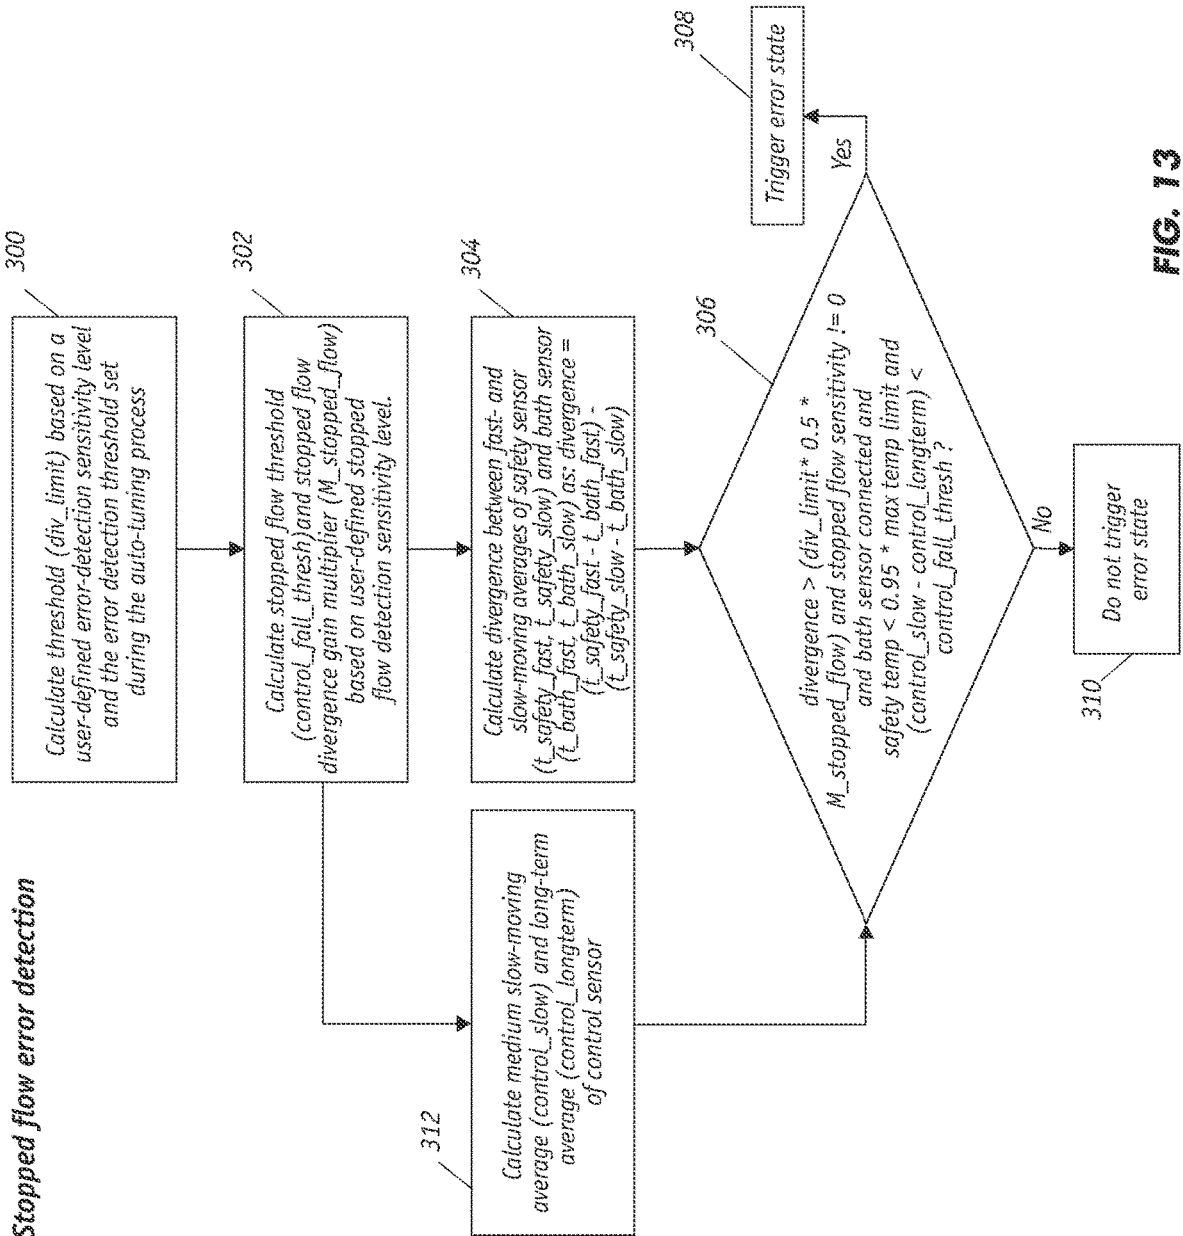 Stopped flow error detection
300
Calculate threshold (div_limit) based on a
user-defined error-detection sensitivity level
and the error detection threshold set
during the auto-tuning process
302
Calculate stopped flow threshold
(control_fall_thresh)and stopped flow
divergence gain multiplier (M_stopped_flow)
based on user-defined stopped
flow detection sensitivity level.
312
Calculate medium slow-moving
average (control_slow) and long-term
average (control_longterm)
of control sensor
304
Calculate divergence between fast- and
slow-moving averages of safety sensor
(t_safety_fast, t_safety_slow) and bath sensor
(t_bath_fast, t_bath_slow) as: divergence =
(t_safety_fast - t_bath_fast) -
(t_safety_slow - t_bath_slow)
306
divergence > (div_limit* 0.5 *
M_stopped_flow) and stopped flow sensitivity != 0
and bath sensor connected and
safety temp < 0.95 * max temp limit and
(control_slow - control_longterm) <
control_fall_thresh ?
Yes
308
Trigger error state
No
310
Do not trigger
error state
FIG. 13